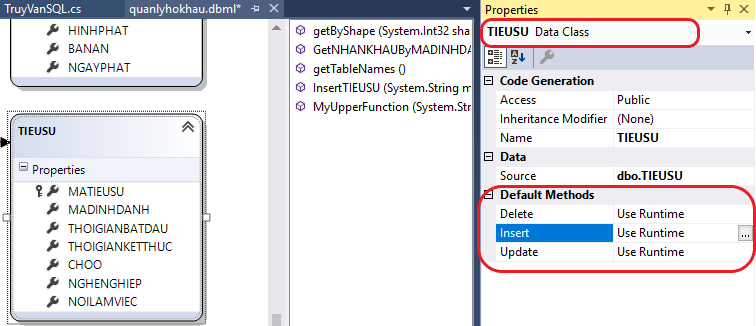 TruyVanSQL.cs
quanlyhokhau.dbml*
HINHPHAT
BANAN
NGAYPHAT
TIEUSU
Properties
MATIEUSU
MADINHDANH
THOIGIANBATDAU
THOIGIANKETTHUC
CHOO
NGHENGHIEP
NOILAMVIEC
getByShape (System.Int32 sha
GetNHANKHAUByMADINHDA
getTableNames ()
InsertTIEUSU (System.String m
MyUpperFunction (System.Str
Properties
TIEUSU Data Class
Code Generation
Access Public
Inheritance Modifier (None)
Name TIEUSU
Data
Source dbo.TIEUSU
Default Methods
Delete Use Runtime
Insert Use Runtime ...
Update Use Runtime